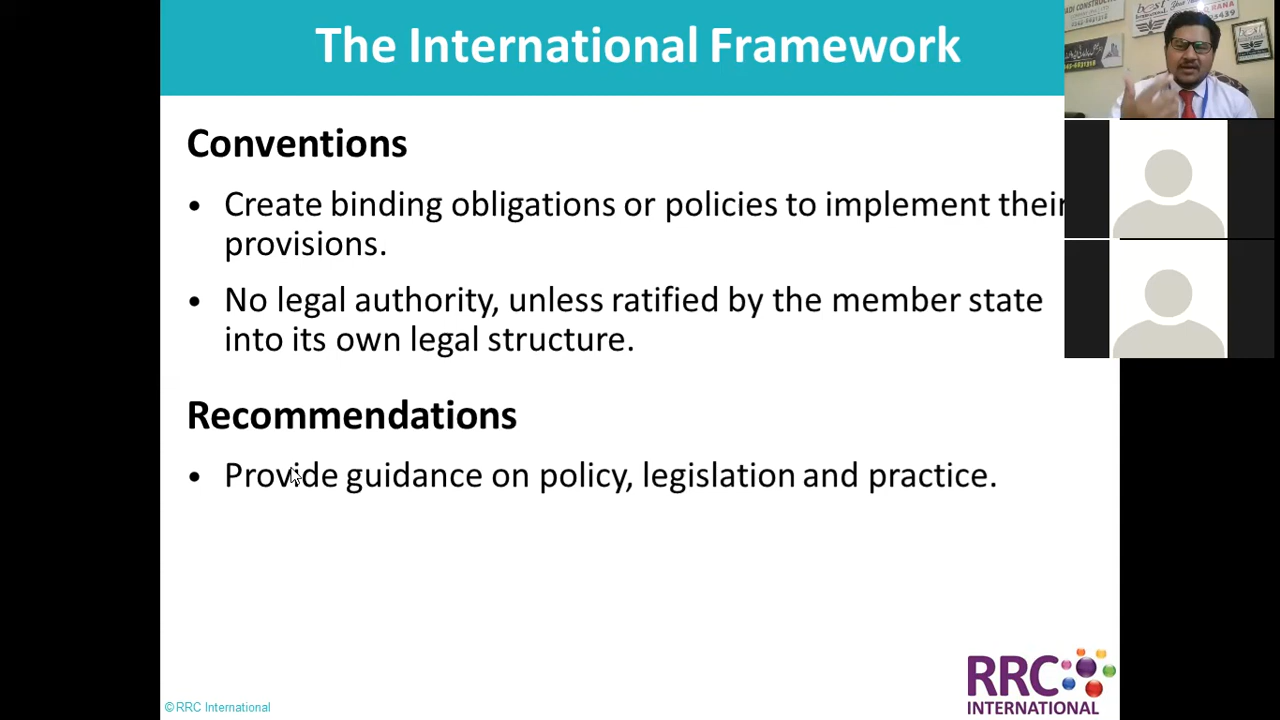 The International Framework
Conventions
• Create binding obligations or policies to implement their
provisions.
• No legal authority, unless ratified by the member state
into its own legal structure.
Recommendations
• Provide guidance on policy, legislation and practice.
RRC
INTERNATIONAL
© RRC International